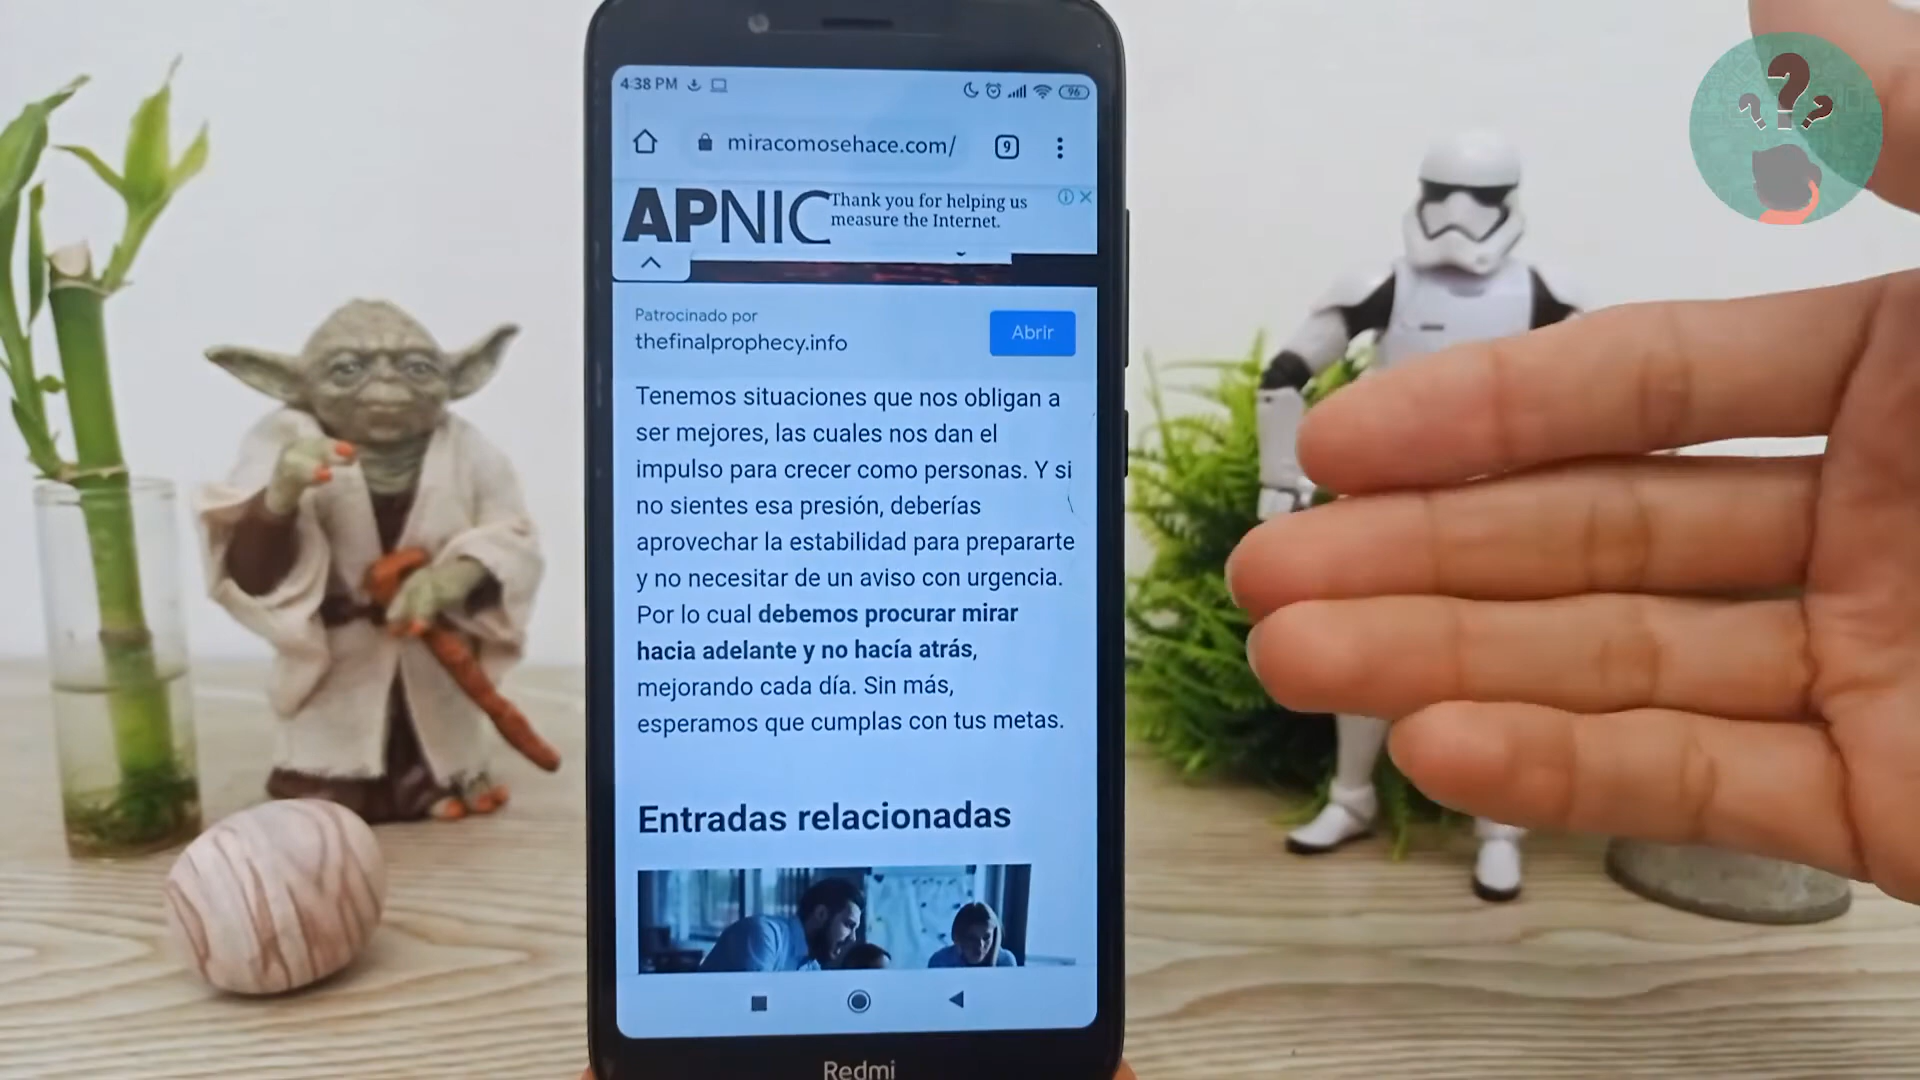 4:38 PM
96
miracomosehace.com/
9
APNIC
Thank you for helping us
measure the Internet.
Patrocinado por
thefinalprophecy.info
Abrir
Tenemos situaciones que nos obligan a
ser mejores, las cuales nos dan el
impulso para crecer como personas. Y si
no sientes esa presión, deberías
aprovechar la estabilidad para prepararte
y no necesitar de un aviso con urgencia.
Por lo cual debemos procurar mirar
hacia adelante y no hacía atrás,
mejorando cada día. Sin más,
esperamos que cumplas con tus metas.
Entradas relacionadas
Redmi
???